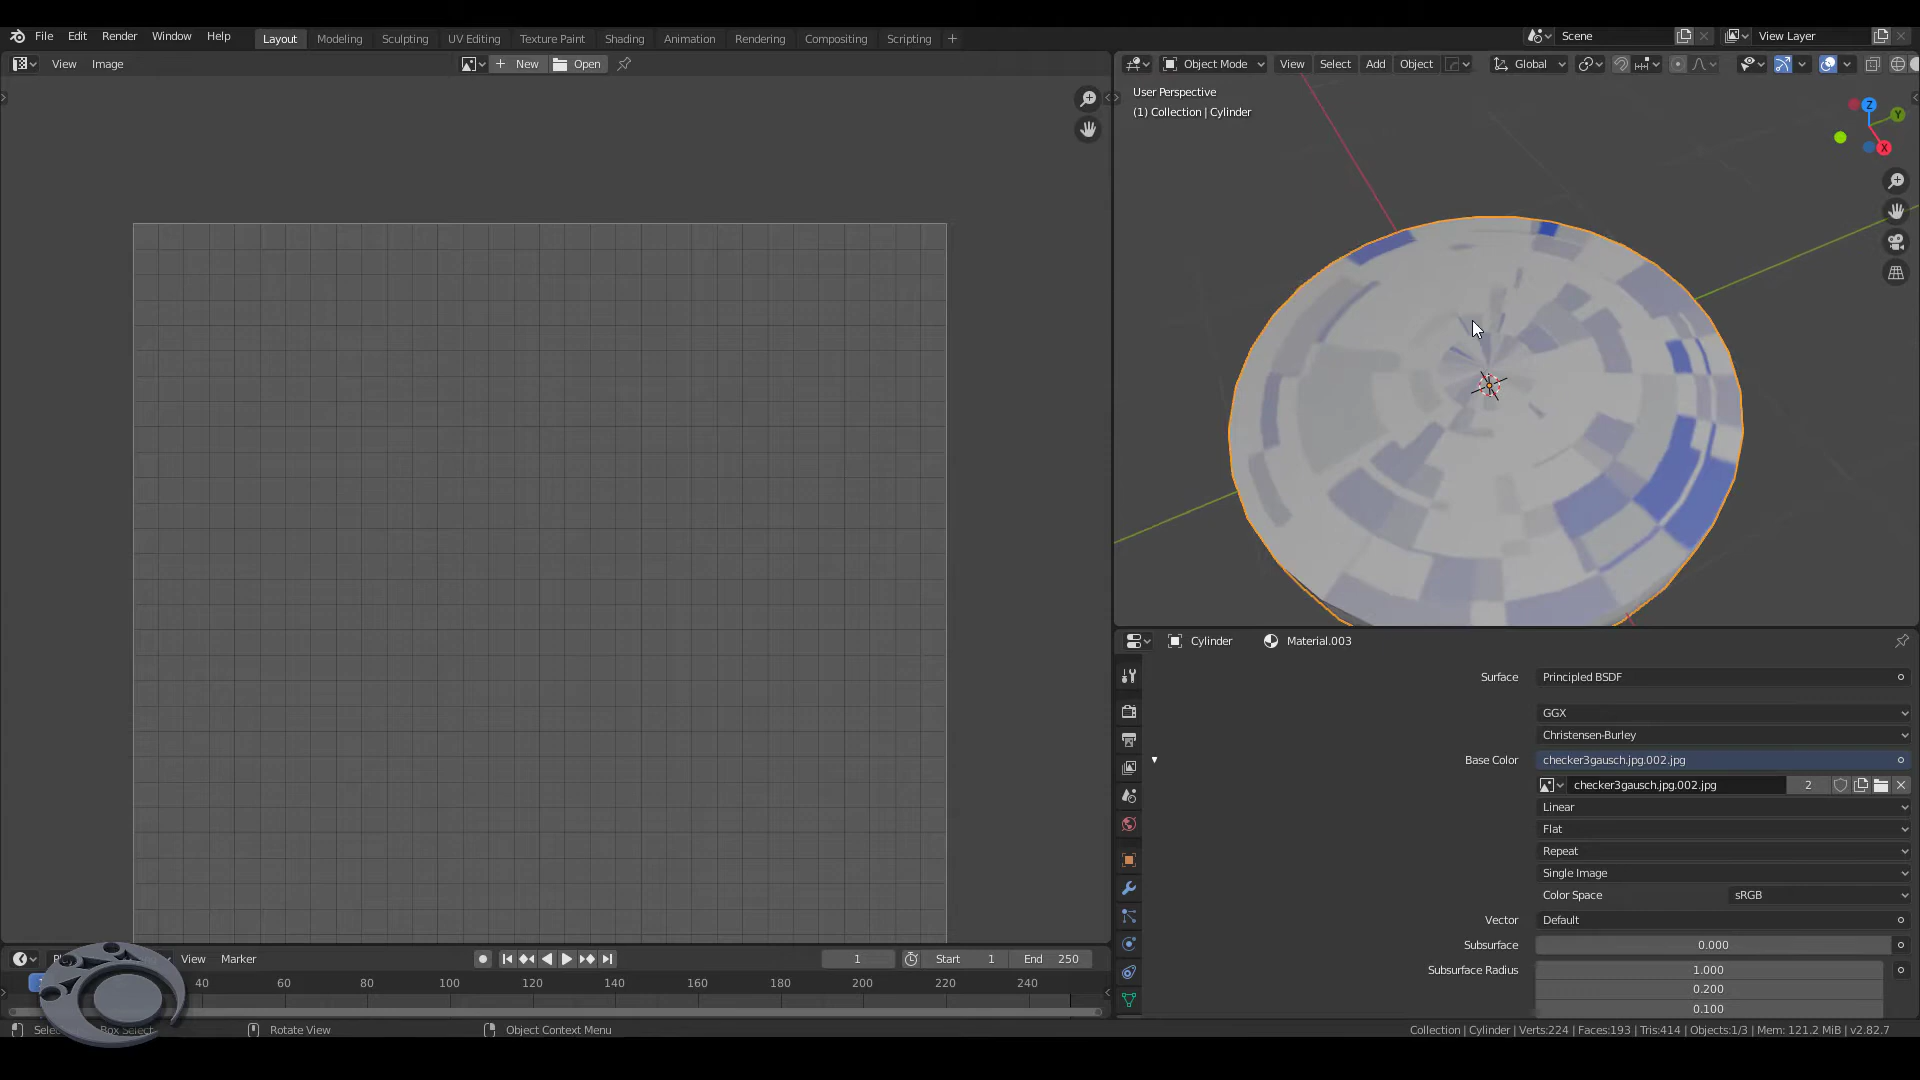 File Edit Render Window Help Layout Modeling Sculpting UV Editing Texture Paint Shading Animation Rendering Compositing Scripting + Scene View Layer
View Image New Open Object Mode View Select Add Object Global
User Perspective
(1) Collection | Cylinder
Z
Y
X
Cylinder Material.003
Surface Principled BSDF
GGX
Christensen-Burley
Base Color checker3gausch.jpg.002.jpg
checker3gausch.jpg.002.jpg 2
Linear
Flat
Repeat
Single Image
Color Space sRGB
Vector Default
Subsurface 0.000
Subsurface Radius 1.000
0.200
0.100
View Marker 1 Start 1 End 250
40 60 80 100 120 140 160 180 200 220 240
Select Box Select Rotate View Object Context Menu
Collection | Cylinder | Verts:224 | Faces:193 | Tris:414 | Objects:1/3 | Mem: 121.2 MiB | v2.82.7